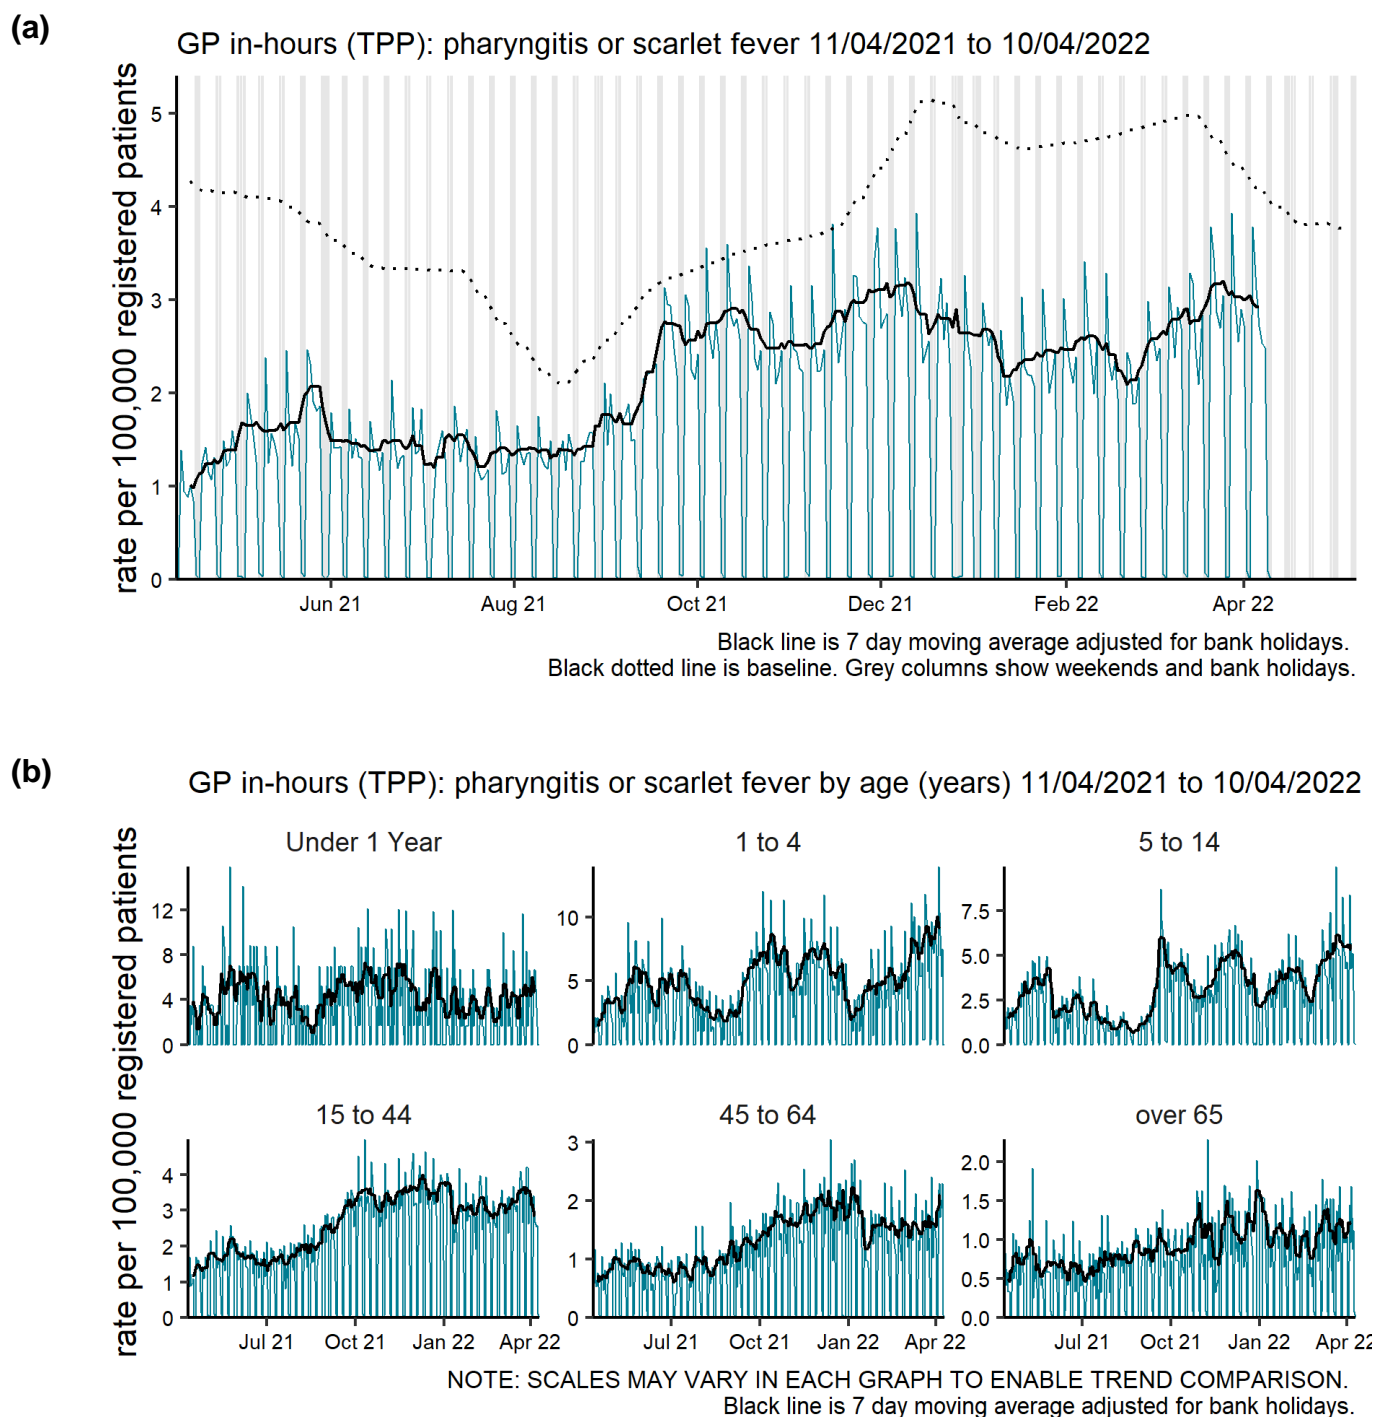 (a)
GP in-hours (TPP): pharyngitis or scarlet fever 11/04/2021 to 10/04/2022
rate per 100,000 registered patients
5
4
3
2
1
0
Jun 21 Aug 21 Oct 21 Dec 21 Feb 22 Apr 22
Black line is 7 day moving average adjusted for bank holidays.
Black dotted line is baseline. Grey columns show weekends and bank holidays.
(b)
GP in-hours (TPP): pharyngitis or scarlet fever by age (years) 11/04/2021 to 10/04/2022
rate per 100,000 registered patients
Under 1 Year
12
8
4
0
1 to 4
10
5
0
5 to 14
7.5
5.0
2.5
0.0
15 to 44
4
3
2
1
0
Jul 21 Oct 21 Jan 22 Apr 22
45 to 64
3
2
1
0
Jul 21 Oct 21 Jan 22 Apr 22
over 65
2.0
1.5
1.0
0.5
0.0
Jul 21 Oct 21 Jan 22 Apr 22
NOTE: SCALES MAY VARY IN EACH GRAPH TO ENABLE TREND COMPARISON.
Black line is 7 day moving average adjusted for bank holidays.